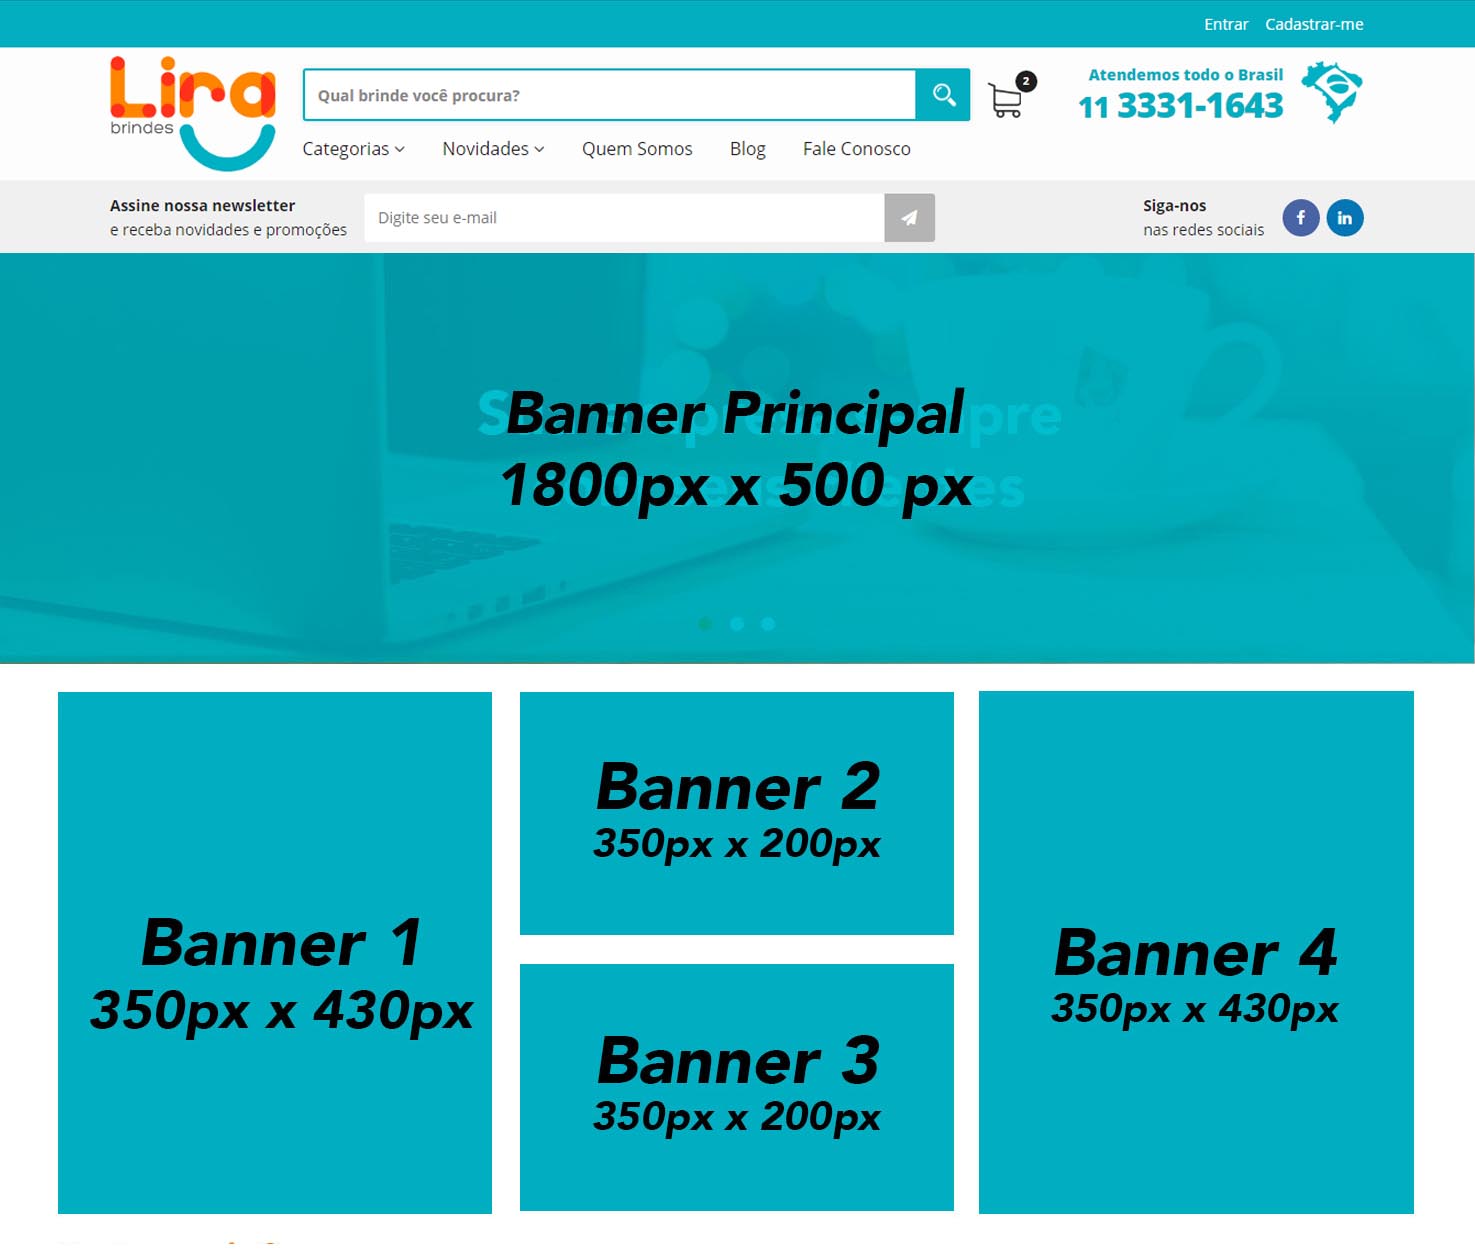 Entrar Cadastrar-me
Lira
brindes
Qual brinde você procura?
2
Atendemos todo o Brasil
11 3331-1643
Categorias Novidades Quem Somos Blog Fale Conosco
Assine nossa newsletter
e receba novidades e promoções
Digite seu e-mail
Siga-nos
nas redes sociais
f in
Banner Principal
1800px x 500 px
Banner 1
350px x 430px
Banner 2
350px x 200px
Banner 3
350px x 200px
Banner 4
350px x 430px